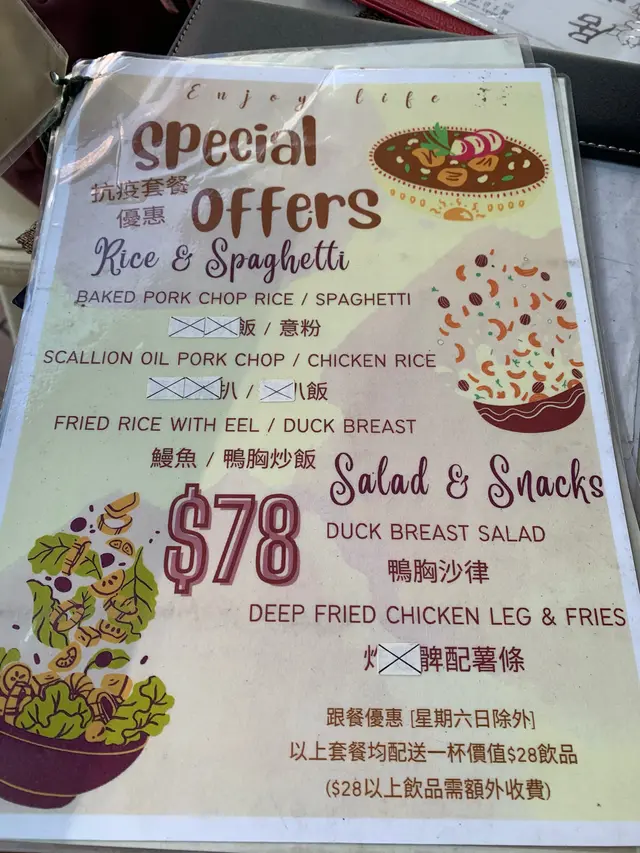 Enjoy life
Special
抗疫套餐
優惠
Offers
Rice & Spaghetti
BAKED PORK CHOP RICE / SPAGHETTI
飯 / 意粉
SCALLION OIL PORK CHOP / CHICKEN RICE
扒 / 扒飯
FRIED RICE WITH EEL / DUCK BREAST
鰻魚 / 鴨胸炒飯
Salad & Snacks
$78
DUCK BREAST SALAD
鴨胸沙律
DEEP FRIED CHICKEN LEG & FRIES
髀配薯條
跟餐優惠 [星期六日除外]
以上套餐均配送一杯價值$28飲品
($28以上飲品需額外收費)